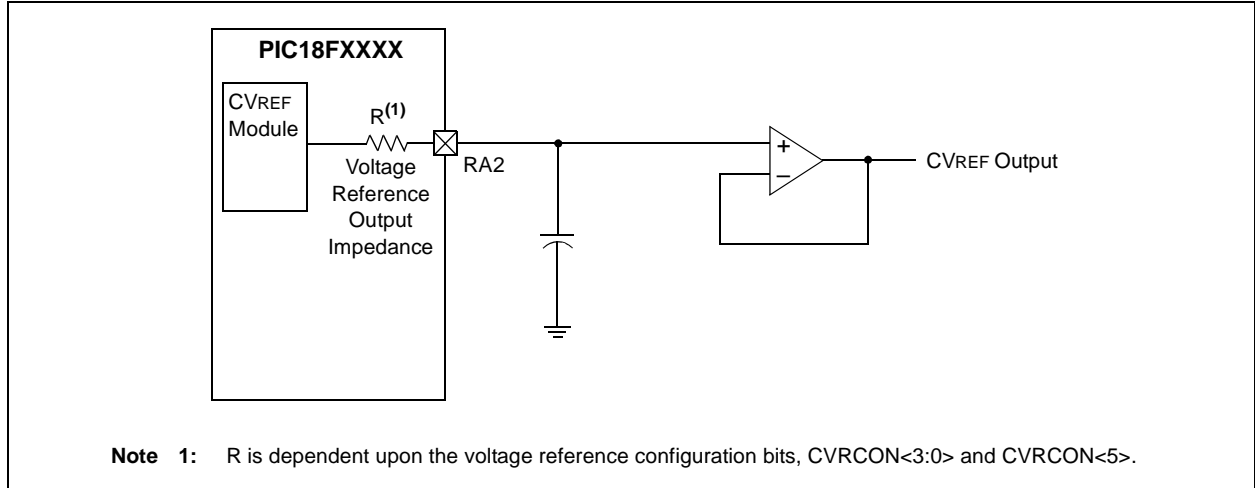 PIC18FXXXX
CVREF
Module
R(1)
Voltage
Reference
Output
Impedance
RA2
+
–
CVREF Output
Note 1: R is dependent upon the voltage reference configuration bits, CVRCON<3:0> and CVRCON<5>.